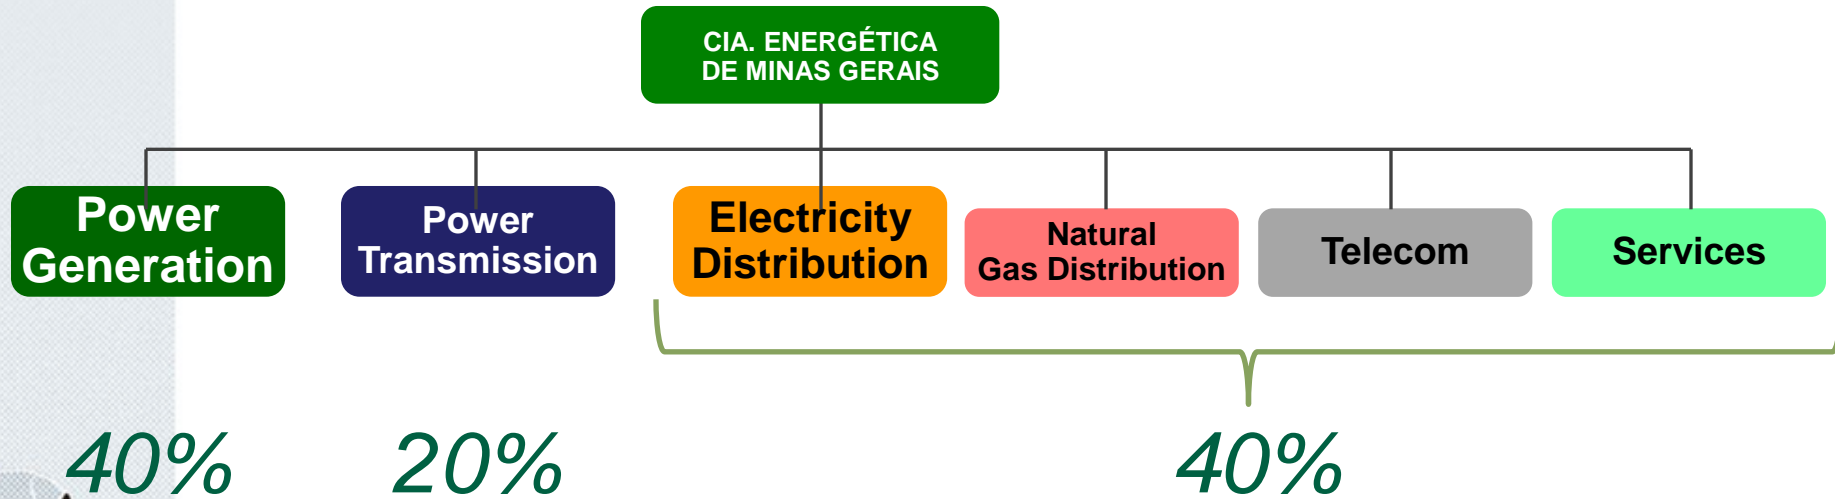 CIA. ENERGÉTICA
DE MINAS GERAIS
Power
Generation
Power
Transmission
Electricity
Distribution
Natural
Gas Distribution
Telecom
Services
40%
20%
40%